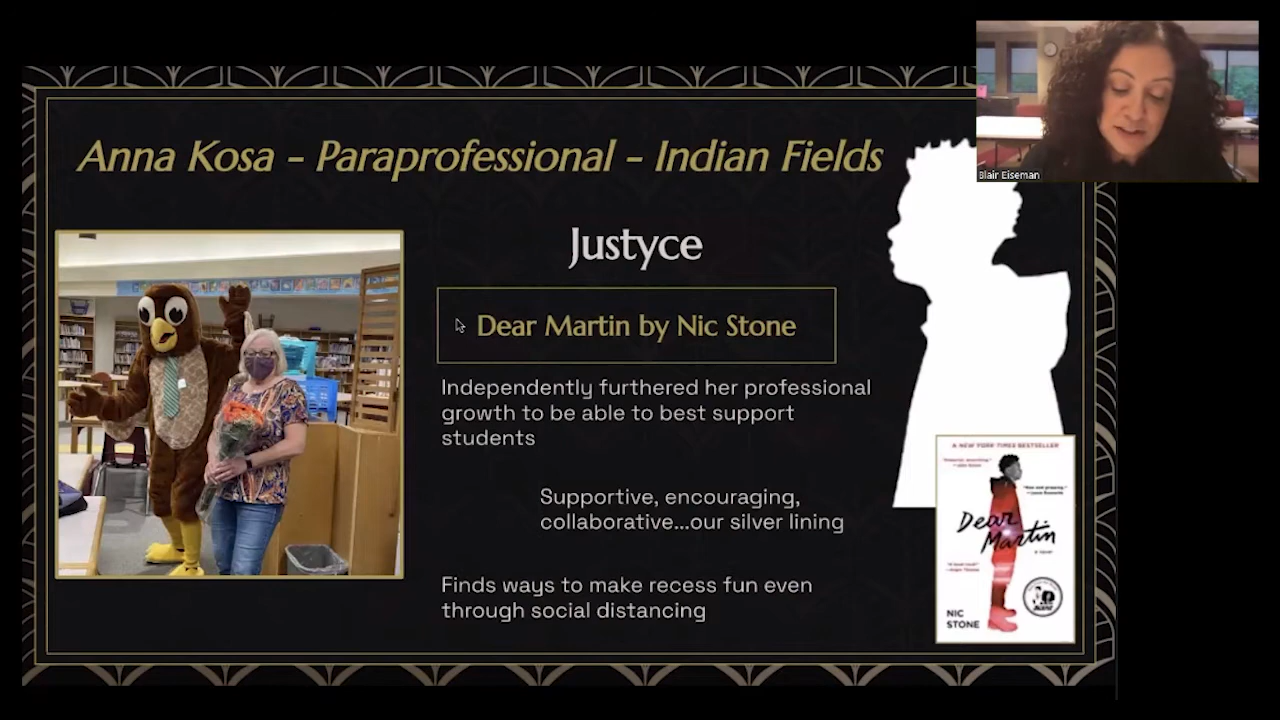 Anna Kosa - Paraprofessional - Indian Fields
Blair Eiseman
Justyce
Dear Martin by Nic Stone
Independently furthered her professional
growth to be able to best support
students
Supportive, encouraging,
collaborative...our silver lining
Finds ways to make recess fun even
through social distancing
A NEW YORK TIMES BESTSELLER
Dear
Martin
NIC
STONE